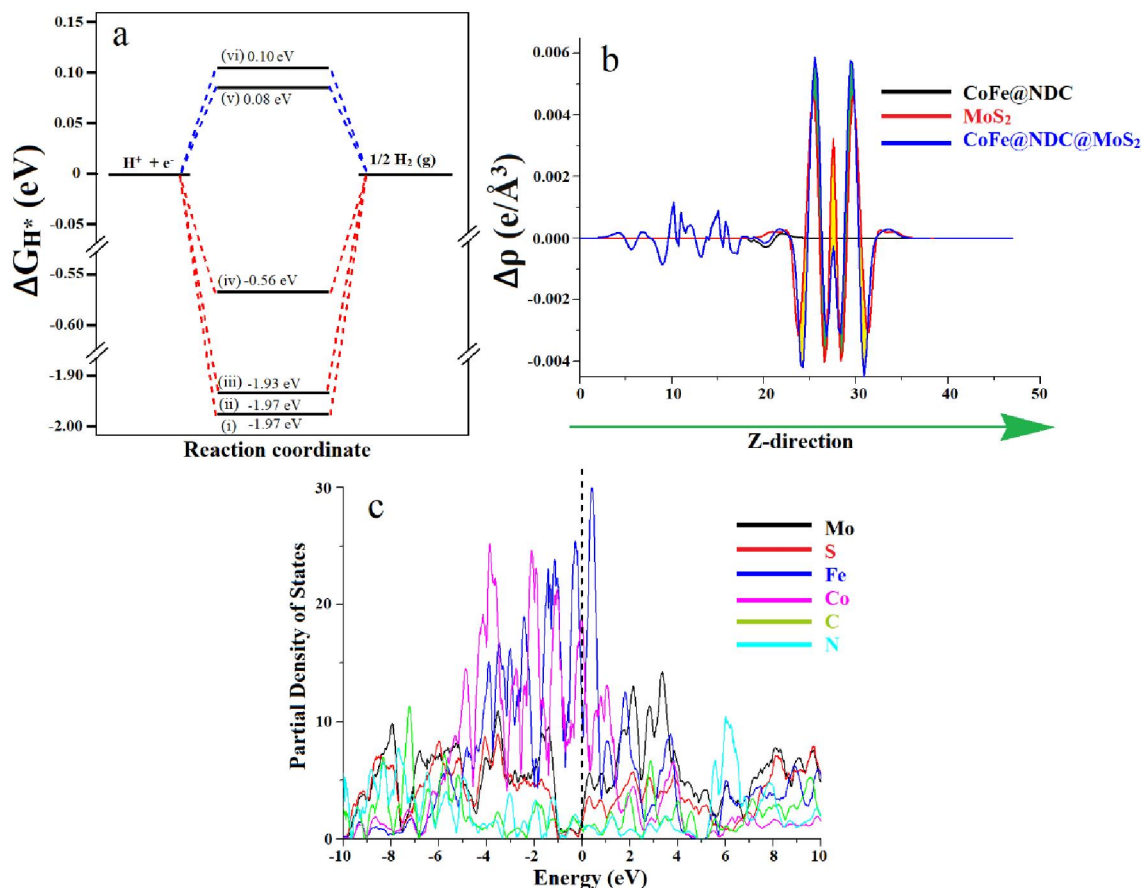 a
ΔG_H* (eV)
0.15
0.10
0.05
0
-0.05
-0.55
-0.60
-1.90
-2.00
(vi) 0.10 eV
(v) 0.08 eV
H⁺ + e⁻
1/2 H₂ (g)
(iv) -0.56 eV
(iii) -1.93 eV
(ii) -1.97 eV
(i) -1.97 eV
Reaction coordinate
b
Δρ (e/Å³)
0.006
0.004
0.002
0.000
-0.002
-0.004
CoFe@NDC
MoS₂
CoFe@NDC@MoS₂
0 10 20 30 40 50
Z-direction
c
Partial Density of States
30
20
10
0
Mo
S
Fe
Co
C
N
-10 -8 -6 -4 -2 0 2 4 6 8 10
Energy (eV)